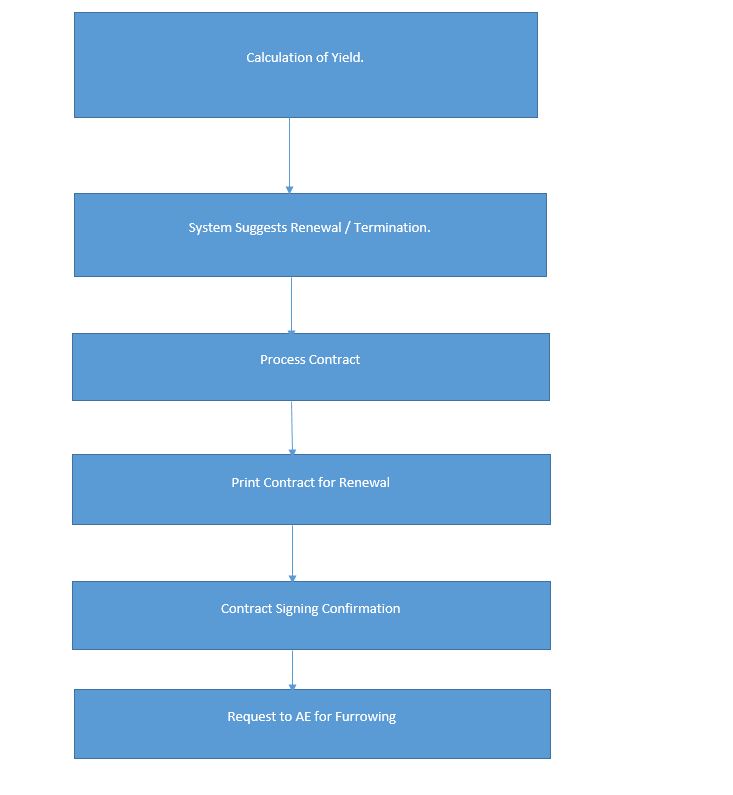 Calculation of Yield.
System Suggests Renewal / Termination.
Process Contract
Print Contract for Renewal
Contract Signing Confirmation
Request to AE for Furrowing